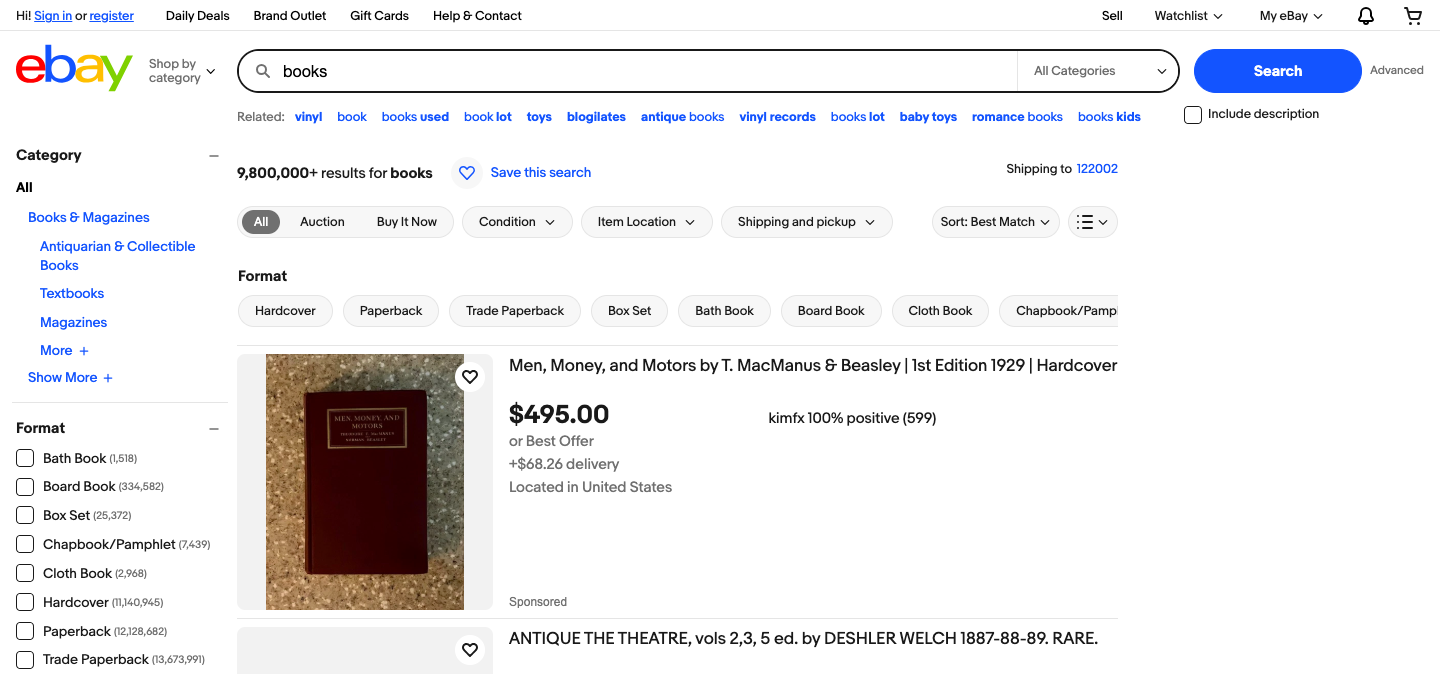 Hi! Sign in or register
Daily Deals
Brand Outlet
Gift Cards
Help & Contact
Sell
Watchlist
My eBay
ebay
Shop by
category
books
All Categories
Search
Advanced
Related: vinyl book books used book lot toys blogilates antique books vinyl records books lot baby toys romance books books kids
Include description
Category
All
Books & Magazines
Antiquarian & Collectible
Books
Textbooks
Magazines
More +
Show More +
Format
Bath Book (1,518)
Board Book (334,582)
Box Set (25,372)
Chapbook/Pamphlet (7,439)
Cloth Book (2,968)
Hardcover (11,140,945)
Paperback (12,128,682)
Trade Paperback (13,673,991)
9,800,000+ results for books
Save this search
Shipping to 122002
All
Auction
Buy It Now
Condition
Item Location
Shipping and pickup
Sort: Best Match
Format
Hardcover
Paperback
Trade Paperback
Box Set
Bath Book
Board Book
Cloth Book
Chapbook/Pampl
MEN, MONEY, AND
MOTORS
Men, Money, and Motors by T. MacManus & Beasley | 1st Edition 1929 | Hardcover
$495.00
or Best Offer
+$68.26 delivery
Located in United States
kimfx 100% positive (599)
Sponsored
ANTIQUE THE THEATRE, vols 2,3, 5 ed. by DESHLER WELCH 1887-88-89. RARE.